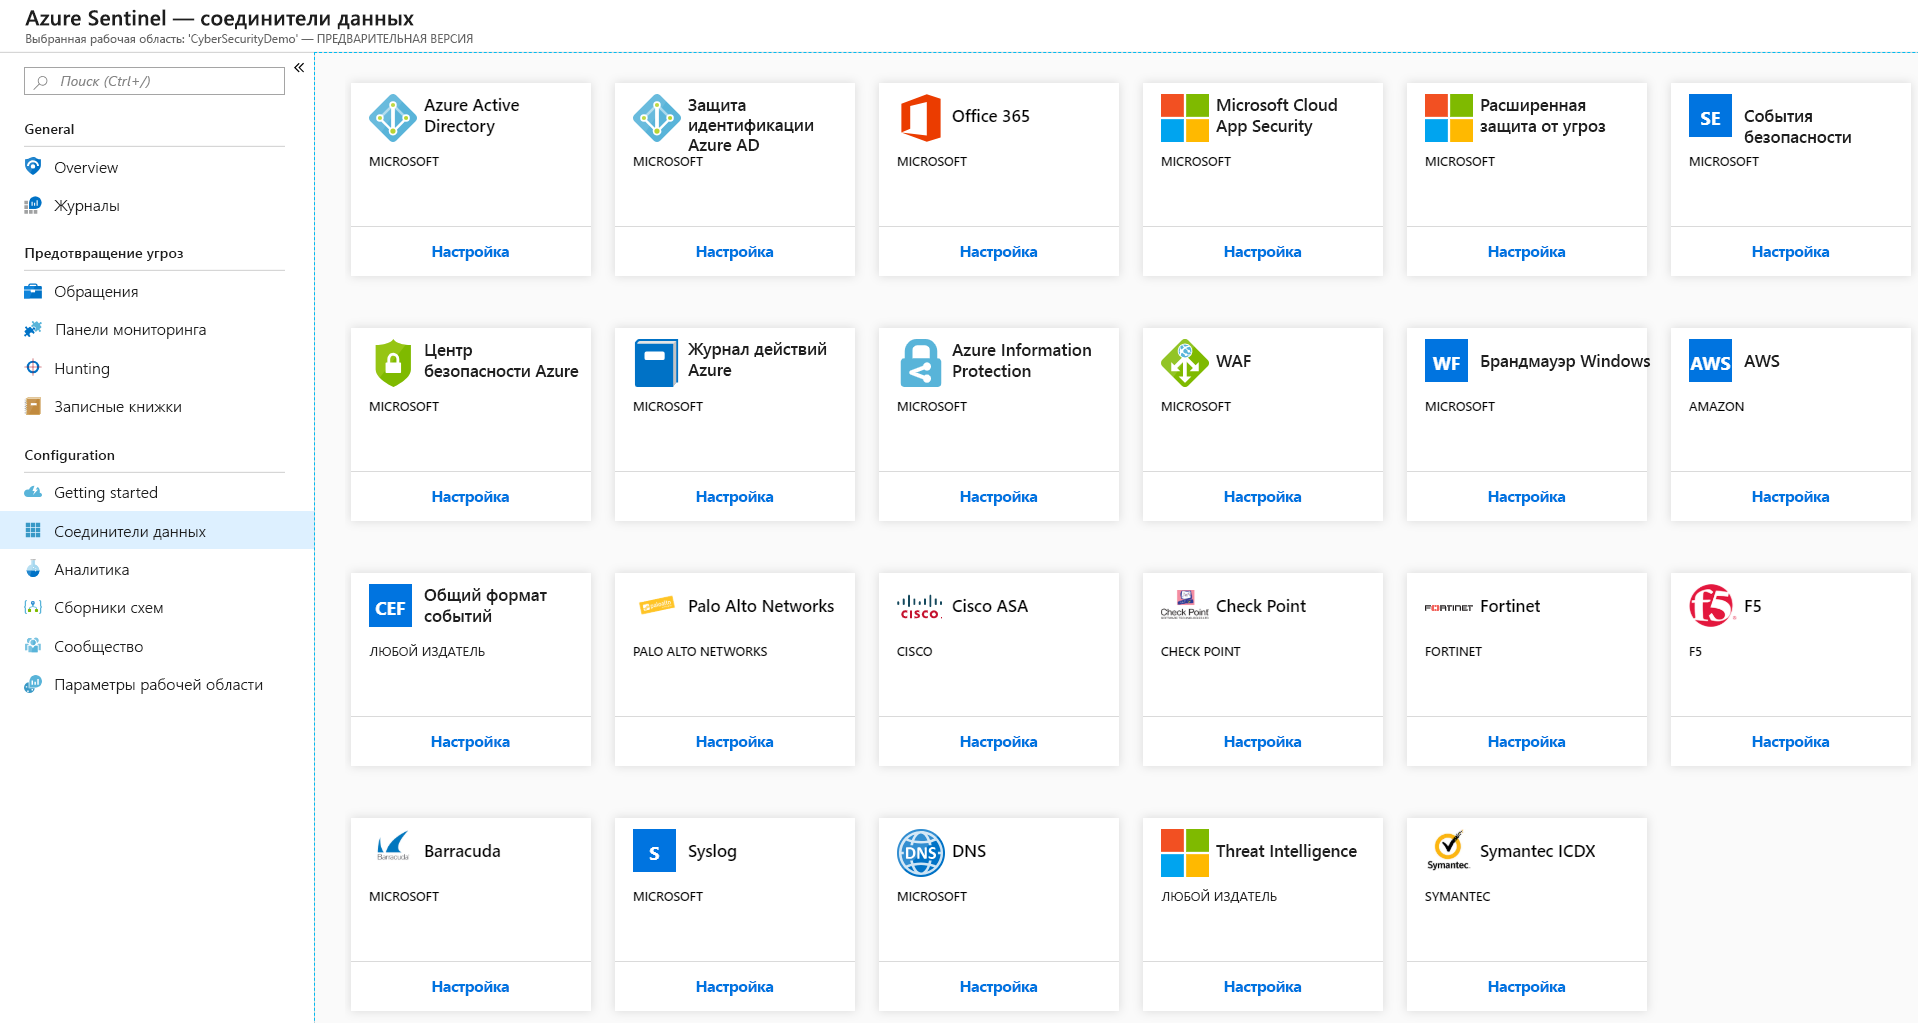 Azure Sentinel — соединители данных
Выбранная рабочая область: 'CyberSecurityDemo' — ПРЕДВАРИТЕЛЬНАЯ ВЕРСИЯ
Поиск (Ctrl+/)
«
General
Overview
Журналы
Предотвращение угроз
Обращения
Панели мониторинга
Hunting
Записные книжки
Configuration
Getting started
Соединители данных
Аналитика
Сборники схем
Сообщество
Параметры рабочей области
Azure Active
Directory
MICROSOFT
Настройка
Защита
идентификации
Azure AD
MICROSOFT
Настройка
Office 365
MICROSOFT
Настройка
Microsoft Cloud
App Security
MICROSOFT
Настройка
Расширенная
защита от угроз
MICROSOFT
Настройка
SE
События
безопасности
MICROSOFT
Настройка
Центр
безопасности Azure
MICROSOFT
Настройка
Журнал действий
Azure
MICROSOFT
Настройка
Azure Information
Protection
MICROSOFT
Настройка
WAF
MICROSOFT
Настройка
WF
Брандмауэр Windows
MICROSOFT
Настройка
AWS
AWS
AMAZON
Настройка
CEF
Общий формат
событий
ЛЮБОЙ ИЗДАТЕЛЬ
Настройка
paloalto
Palo Alto Networks
PALO ALTO NETWORKS
Настройка
CISCO
Cisco ASA
CISCO
Настройка
Check Point
Check Point
CHECK POINT
Настройка
FORTINET
Fortinet
FORTINET
Настройка
f5
F5
F5
Настройка
Barracuda
Barracuda
MICROSOFT
Настройка
S
Syslog
MICROSOFT
Настройка
DNS
DNS
MICROSOFT
Настройка
Threat Intelligence
ЛЮБОЙ ИЗДАТЕЛЬ
Настройка
Symantec
Symantec ICDX
SYMANTEC
Настройка